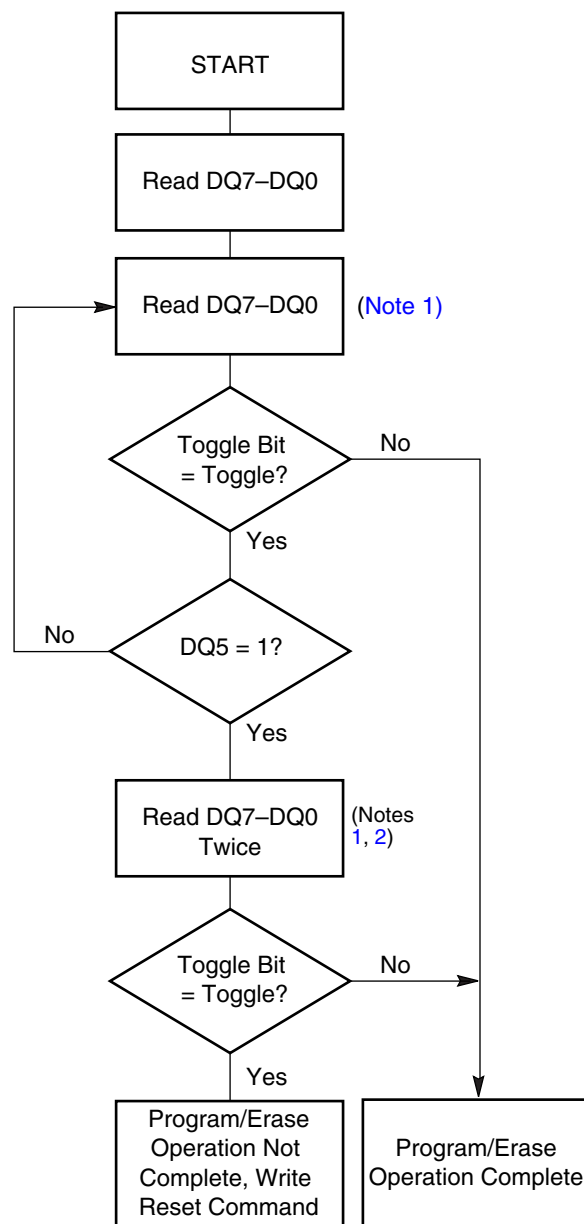 START
Read DQ7–DQ0
Read DQ7–DQ0
(Note 1)
Toggle Bit
= Toggle?
No
Yes
No
DQ5 = 1?
Yes
Read DQ7–DQ0
Twice
(Notes
1, 2)
Toggle Bit
= Toggle?
No
Yes
Program/Erase
Operation Not
Complete, Write
Reset Command
Program/Erase
Operation Complete